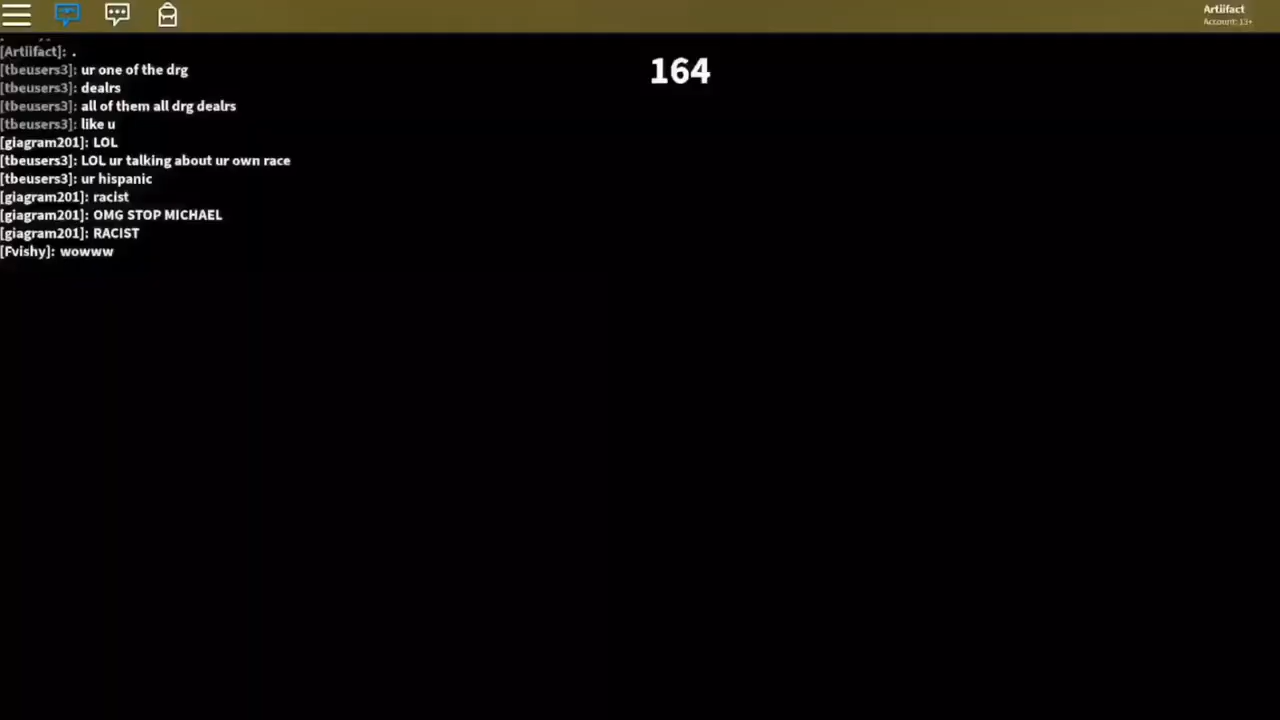 Artiifact
Account: 13+
164
[Artiifact]: .
[tbeusers3]: ur one of the drg
[tbeusers3]: dealrs
[tbeusers3]: all of them all drg dealrs
[tbeusers3]: like u
[giagram201]: LOL
[tbeusers3]: LOL ur talking about ur own race
[tbeusers3]: ur hispanic
[giagram201]: racist
[giagram201]: OMG STOP MICHAEL
[giagram201]: RACIST
[Fvishy]: wowww